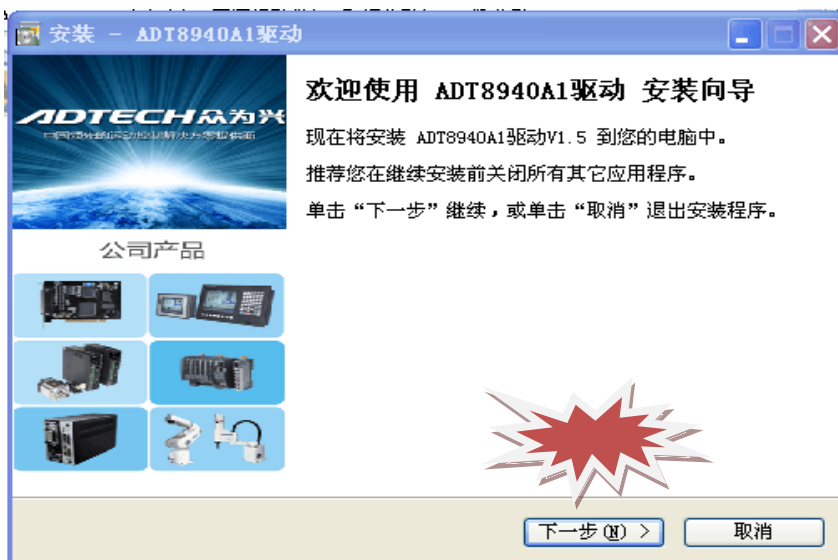 安装 - ADT8940A1驱动
ADTECH众为兴
欢迎使用 ADT8940A1驱动 安装向导
现在将安装 ADT8940A1驱动V1.5 到您的电脑中。
推荐您在继续安装前关闭所有其它应用程序。
单击“下一步”继续，或单击“取消”退出安装程序。
公司产品
下一步(N) >
取消